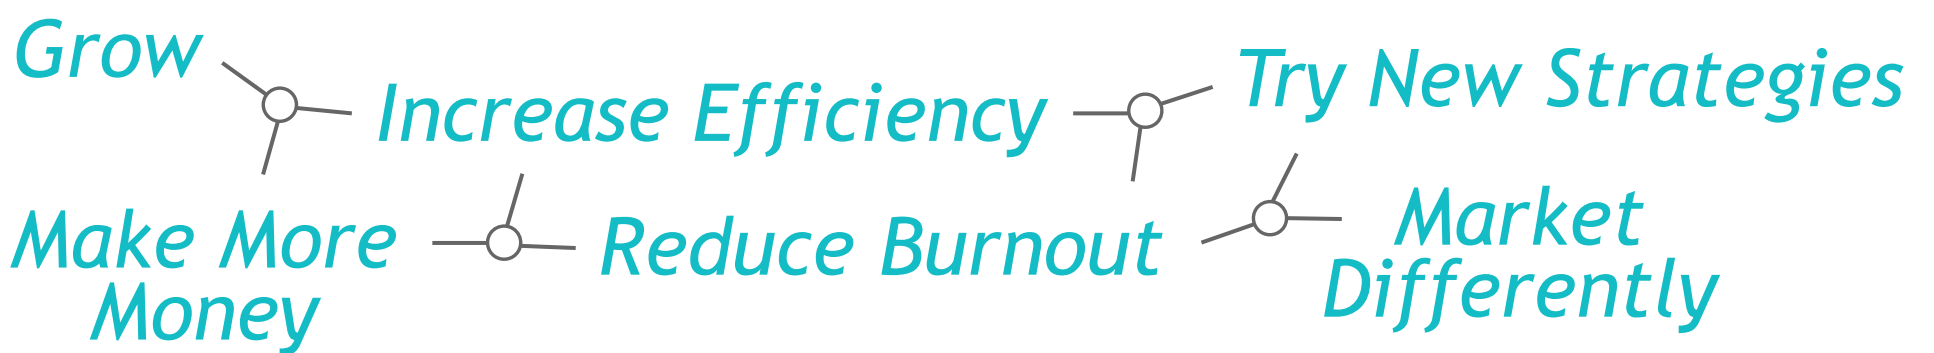 Grow
Increase Efficiency
Try New Strategies
Make More
Money
Reduce Burnout
Market
Differently